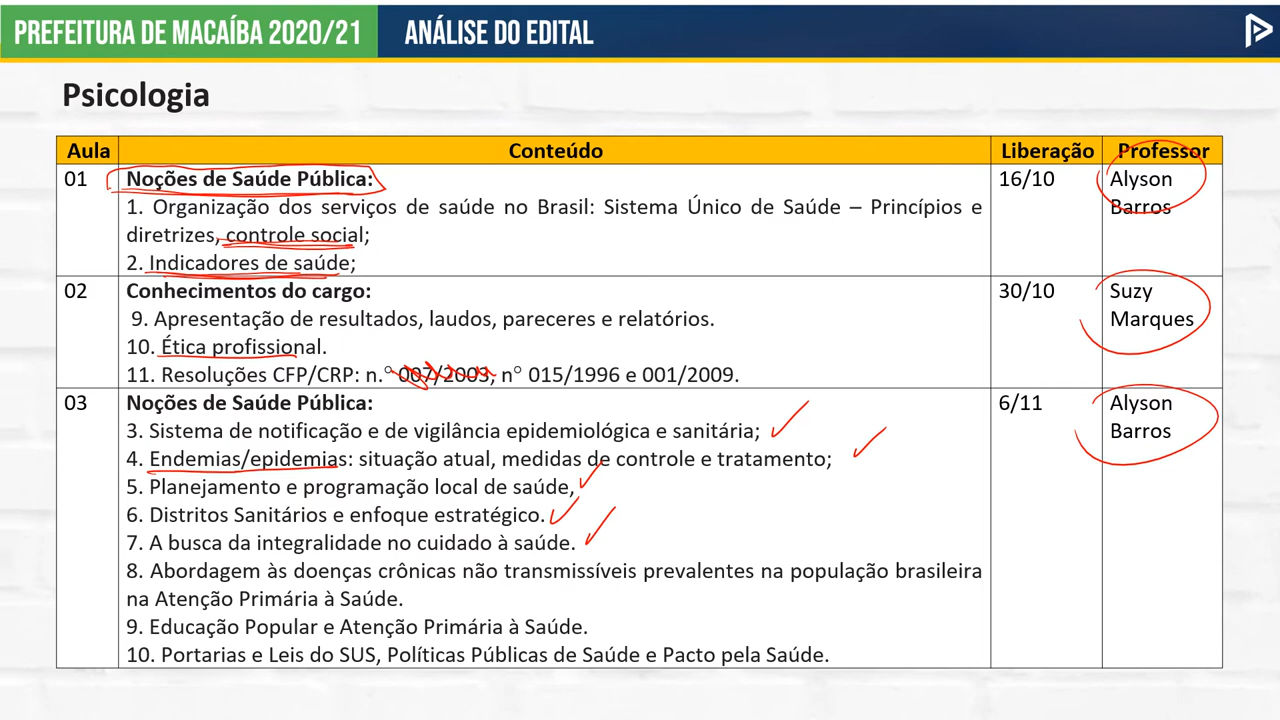 PREFEITURA DE MACAÍBA 2020/21 ANÁLISE DO EDITAL
Psicologia
Aula Conteúdo Liberação Professor
01 Noções de Saúde Pública: 16/10 Alyson
1. Organização dos serviços de saúde no Brasil: Sistema Único de Saúde – Princípios e Barros
diretrizes, controle social;
2. Indicadores de saúde;
02 Conhecimentos do cargo: 30/10 Suzy
9. Apresentação de resultados, laudos, pareceres e relatórios. Marques
10. Ética profissional.
11. Resoluções CFP/CRP: n.° 007/2003; n° 015/1996 e 001/2009.
03 Noções de Saúde Pública: 6/11 Alyson
3. Sistema de notificação e de vigilância epidemiológica e sanitária; Barros
4. Endemias/epidemias: situação atual, medidas de controle e tratamento;
5. Planejamento e programação local de saúde,
6. Distritos Sanitários e enfoque estratégico.
7. A busca da integralidade no cuidado à saúde.
8. Abordagem às doenças crônicas não transmissíveis prevalentes na população brasileira
na Atenção Primária à Saúde.
9. Educação Popular e Atenção Primária à Saúde.
10. Portarias e Leis do SUS, Políticas Públicas de Saúde e Pacto pela Saúde.